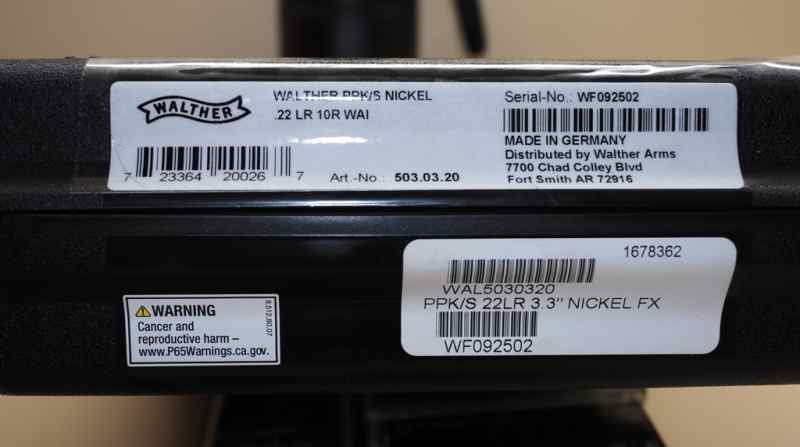 WALTHER
WALTHER PPK/S NICKEL
.22 LR 10R WAI
7 23364 20026 7
Art.-No.: 503.03.20
Serial-No.: WF092502
MADE IN GERMANY
Distributed by Walther Arms
7700 Chad Colley Blvd
Fort Smith AR 72916
1678362
WAL5030320
PPK/S 22LR 3.3" NICKEL FX
WF092502
WARNING
Cancer and
reproductive harm –
www.P65Warnings.ca.gov.